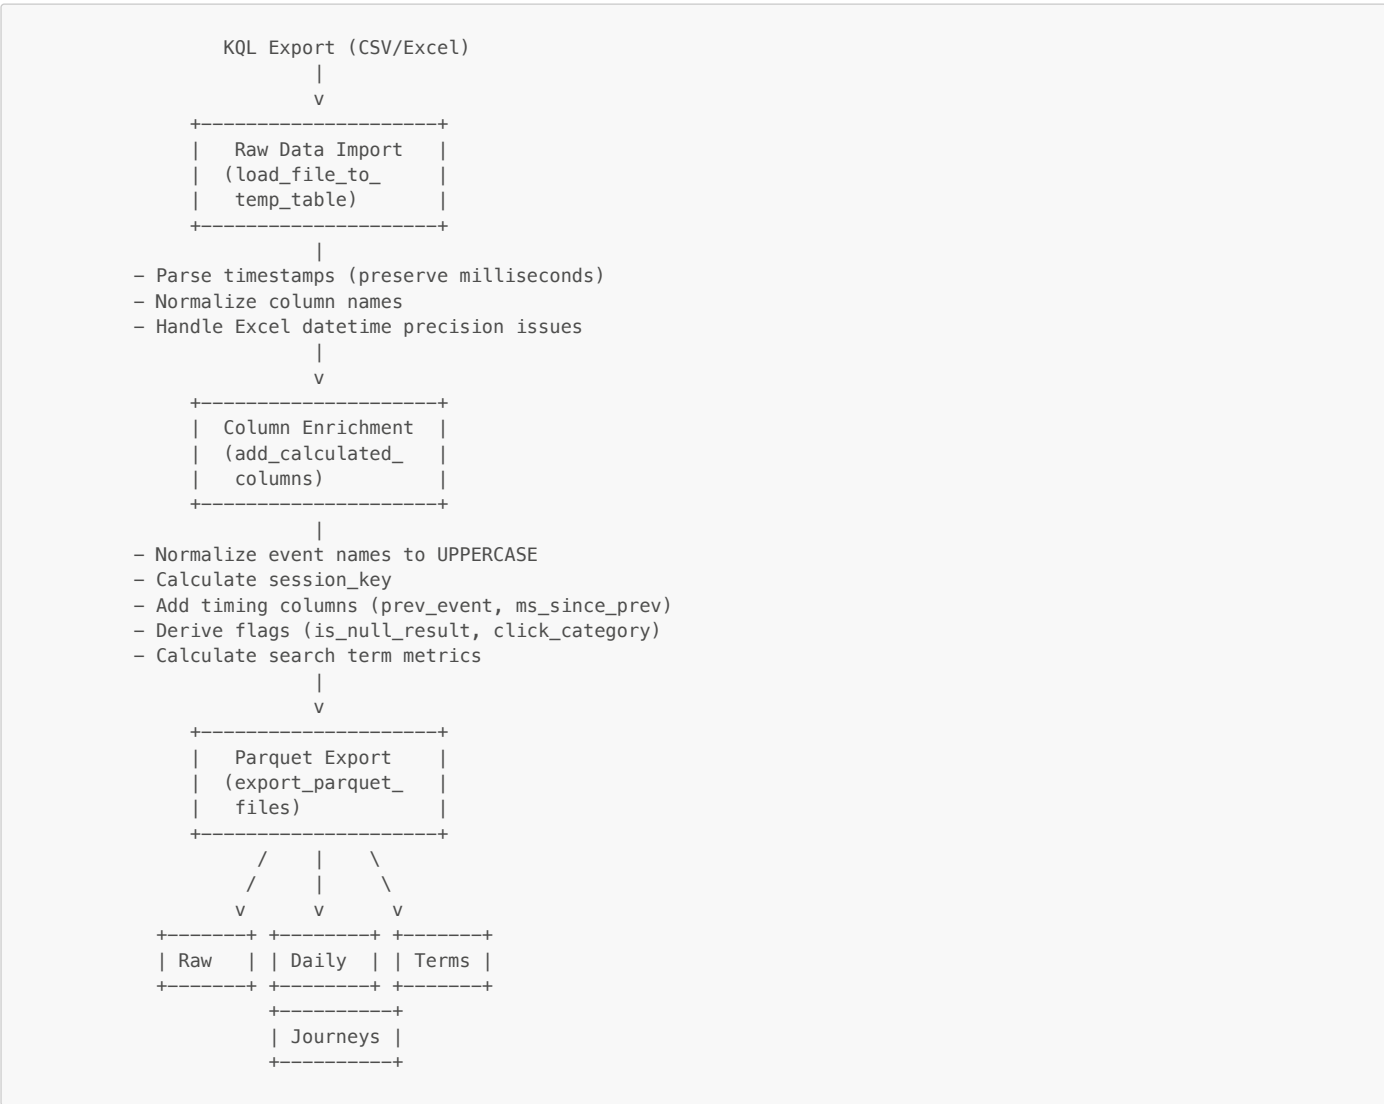 KQL Export (CSV/Excel)
                            |
                            v
                 +---------------------+
                 |   Raw Data Import   |
                 |  (load_file_to_     |
                 |   temp_table)       |
                 +---------------------+
                            |
            - Parse timestamps (preserve milliseconds)
            - Normalize column names
            - Handle Excel datetime precision issues
                            |
                            v
                 +---------------------+
                 |  Column Enrichment  |
                 |  (add_calculated_   |
                 |   columns)          |
                 +---------------------+
                            |
            - Normalize event names to UPPERCASE
            - Calculate session_key
            - Add timing columns (prev_event, ms_since_prev)
            - Derive flags (is_null_result, click_category)
            - Calculate search term metrics
                            |
                            v
                 +---------------------+
                 |   Parquet Export    |
                 |  (export_parquet_   |
                 |   files)            |
                 +---------------------+
                       /    |    \
                      /     |     \
                     v      v      v
              +-------+ +--------+ +-------+
              | Raw   | | Daily  | | Terms |
              +-------+ +--------+ +-------+
                        +----------+
                        | Journeys |
                        +----------+